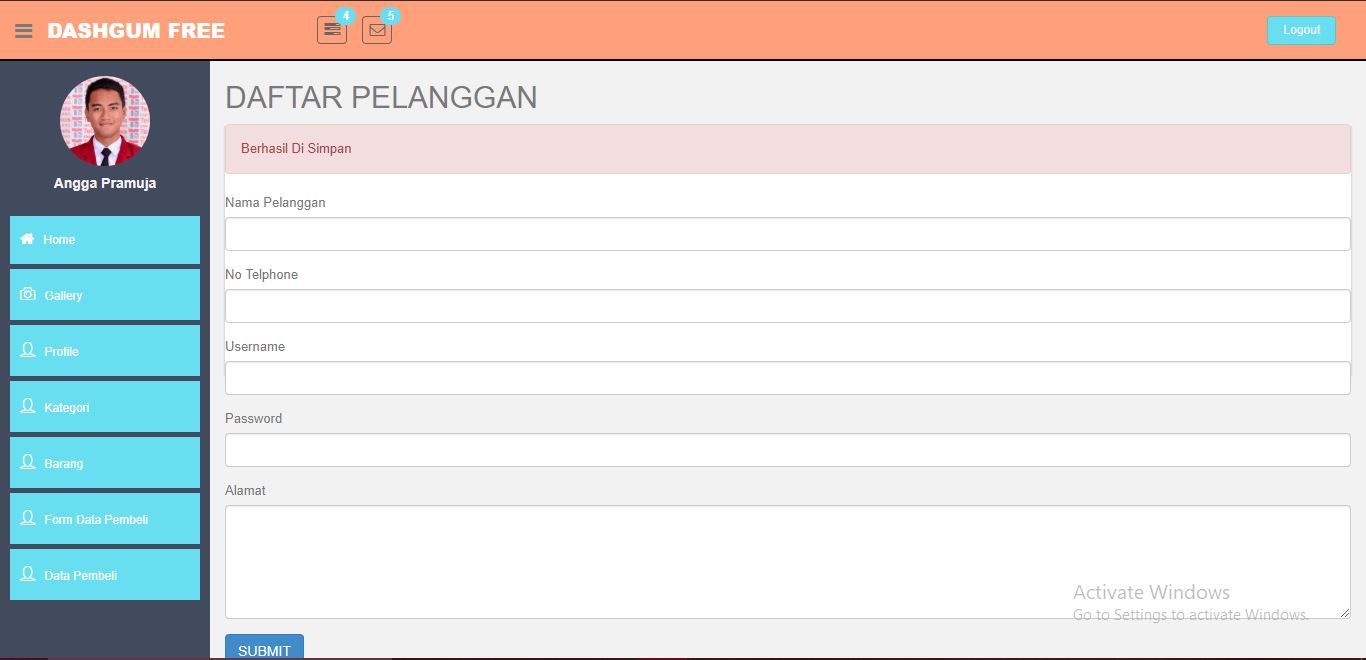 DASHGUM FREE
4
5
Logout
Angga Pramuja
Home
Gallery
Profile
Kategori
Barang
Form Data Pembeli
Data Pembeli
DAFTAR PELANGGAN
Berhasil Di Simpan
Nama Pelanggan
No Telphone
Username
Password
Alamat
SUBMIT
Activate Windows
Go to Settings to activate Windows.